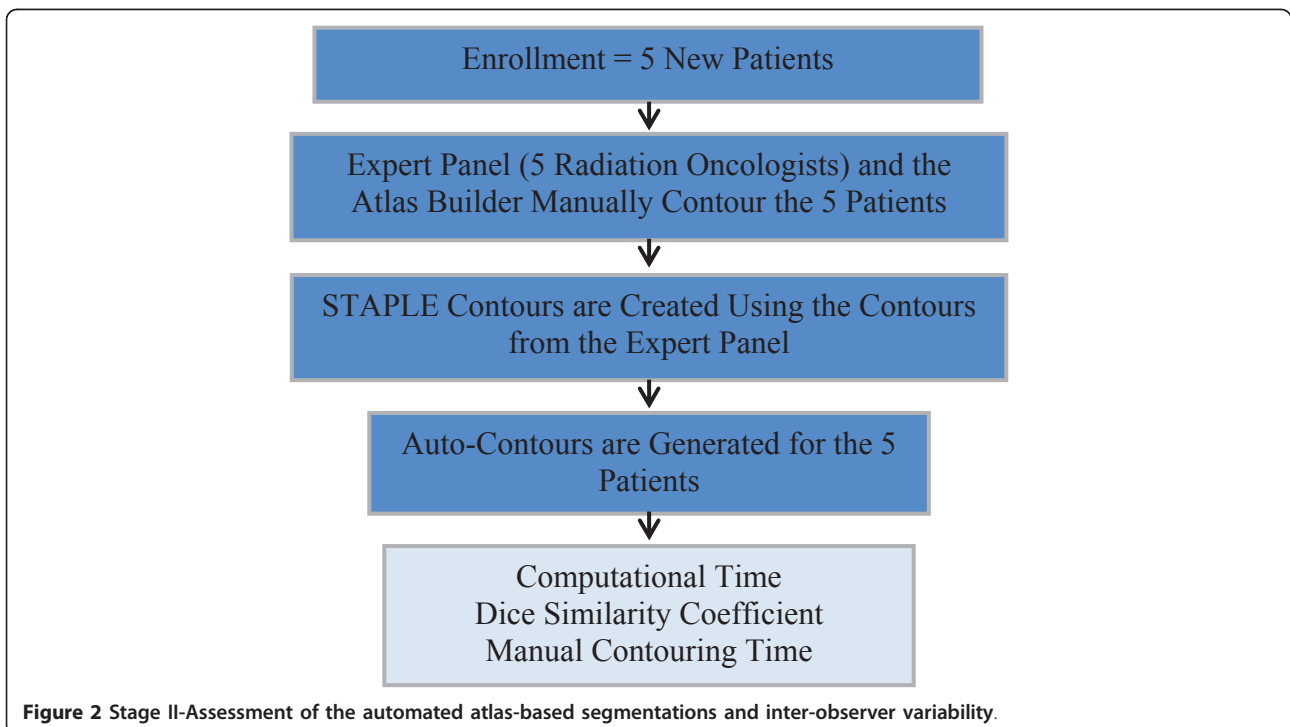 Enrollment = 5 New Patients
Expert Panel (5 Radiation Oncologists) and the
Atlas Builder Manually Contour the 5 Patients
STAPLE Contours are Created Using the Contours
from the Expert Panel
Auto-Contours are Generated for the 5
Patients
Computational Time
Dice Similarity Coefficient
Manual Contouring Time
Figure 2 Stage II-Assessment of the automated atlas-based segmentations and inter-observer variability.